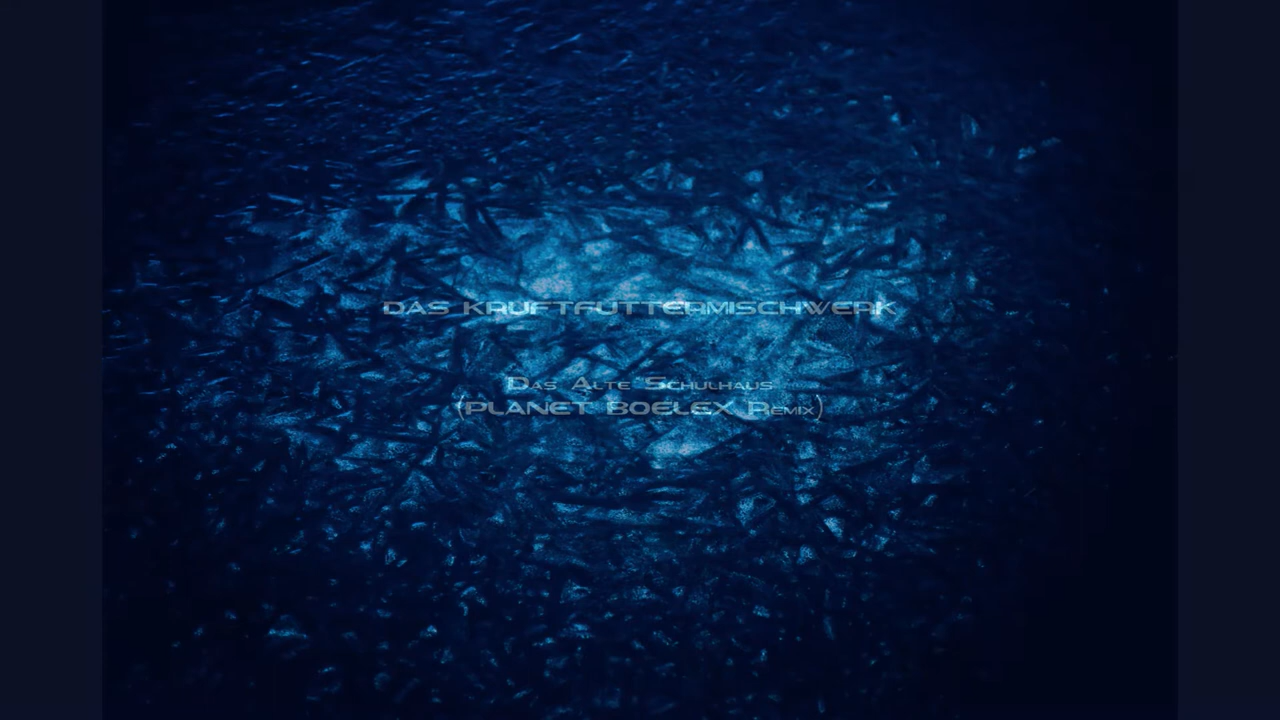 DAS KRUFTFUTTERMISCHWERK
Das Alte Schulhaus
(PLANET BOELEX Remix)